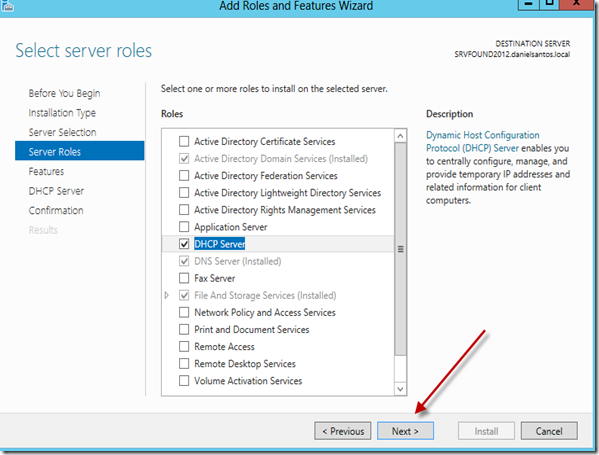 Add Roles and Features Wizard
Select server roles
DESTINATION SERVER
SRVFOUND2012.danielsantos.local
Before You Begin
Installation Type
Server Selection
Server Roles
Features
DHCP Server
Confirmation
Results
Select one or more roles to install on the selected server.
Roles
Active Directory Certificate Services
Active Directory Domain Services (Installed)
Active Directory Federation Services
Active Directory Lightweight Directory Services
Active Directory Rights Management Services
Application Server
DHCP Server
DNS Server (Installed)
Fax Server
File And Storage Services (Installed)
Network Policy and Access Services
Print and Document Services
Remote Access
Remote Desktop Services
Volume Activation Services
Description
Dynamic Host Configuration
Protocol (DHCP) Server enables you
to centrally configure, manage, and
provide temporary IP addresses and
related information for client
computers.
< Previous
Next >
Install
Cancel